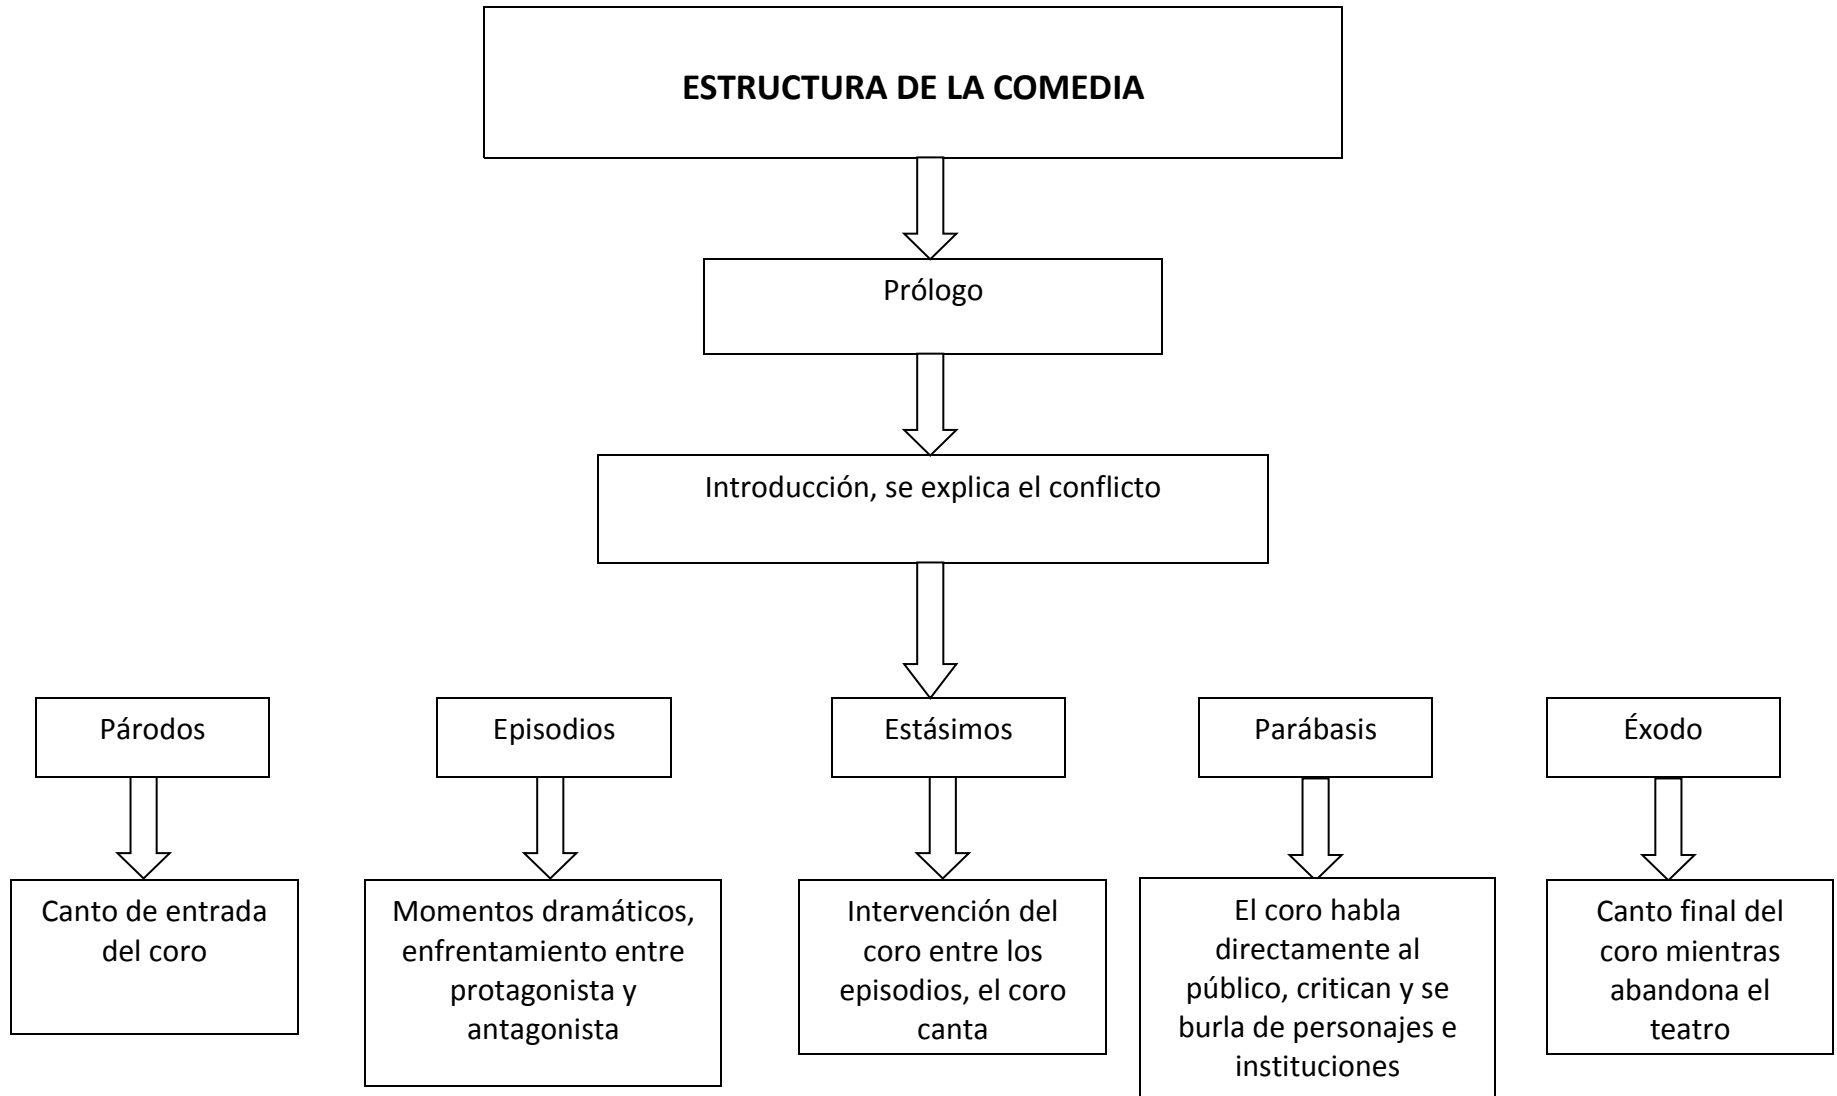 ESTRUCTURA DE LA COMEDIA
Prólogo
Introducción, se explica el conflicto
Párodos
Episodios
Estásimos
Parábasis
Éxodo
Canto de entrada
del coro
Momentos dramáticos,
enfrentamiento entre
protagonista y
antagonista
Intervención del
coro entre los
episodios, el coro
canta
El coro habla
directamente al
público, critican y se
burla de personajes e
instituciones
Canto final del
coro mientras
abandona el
teatro